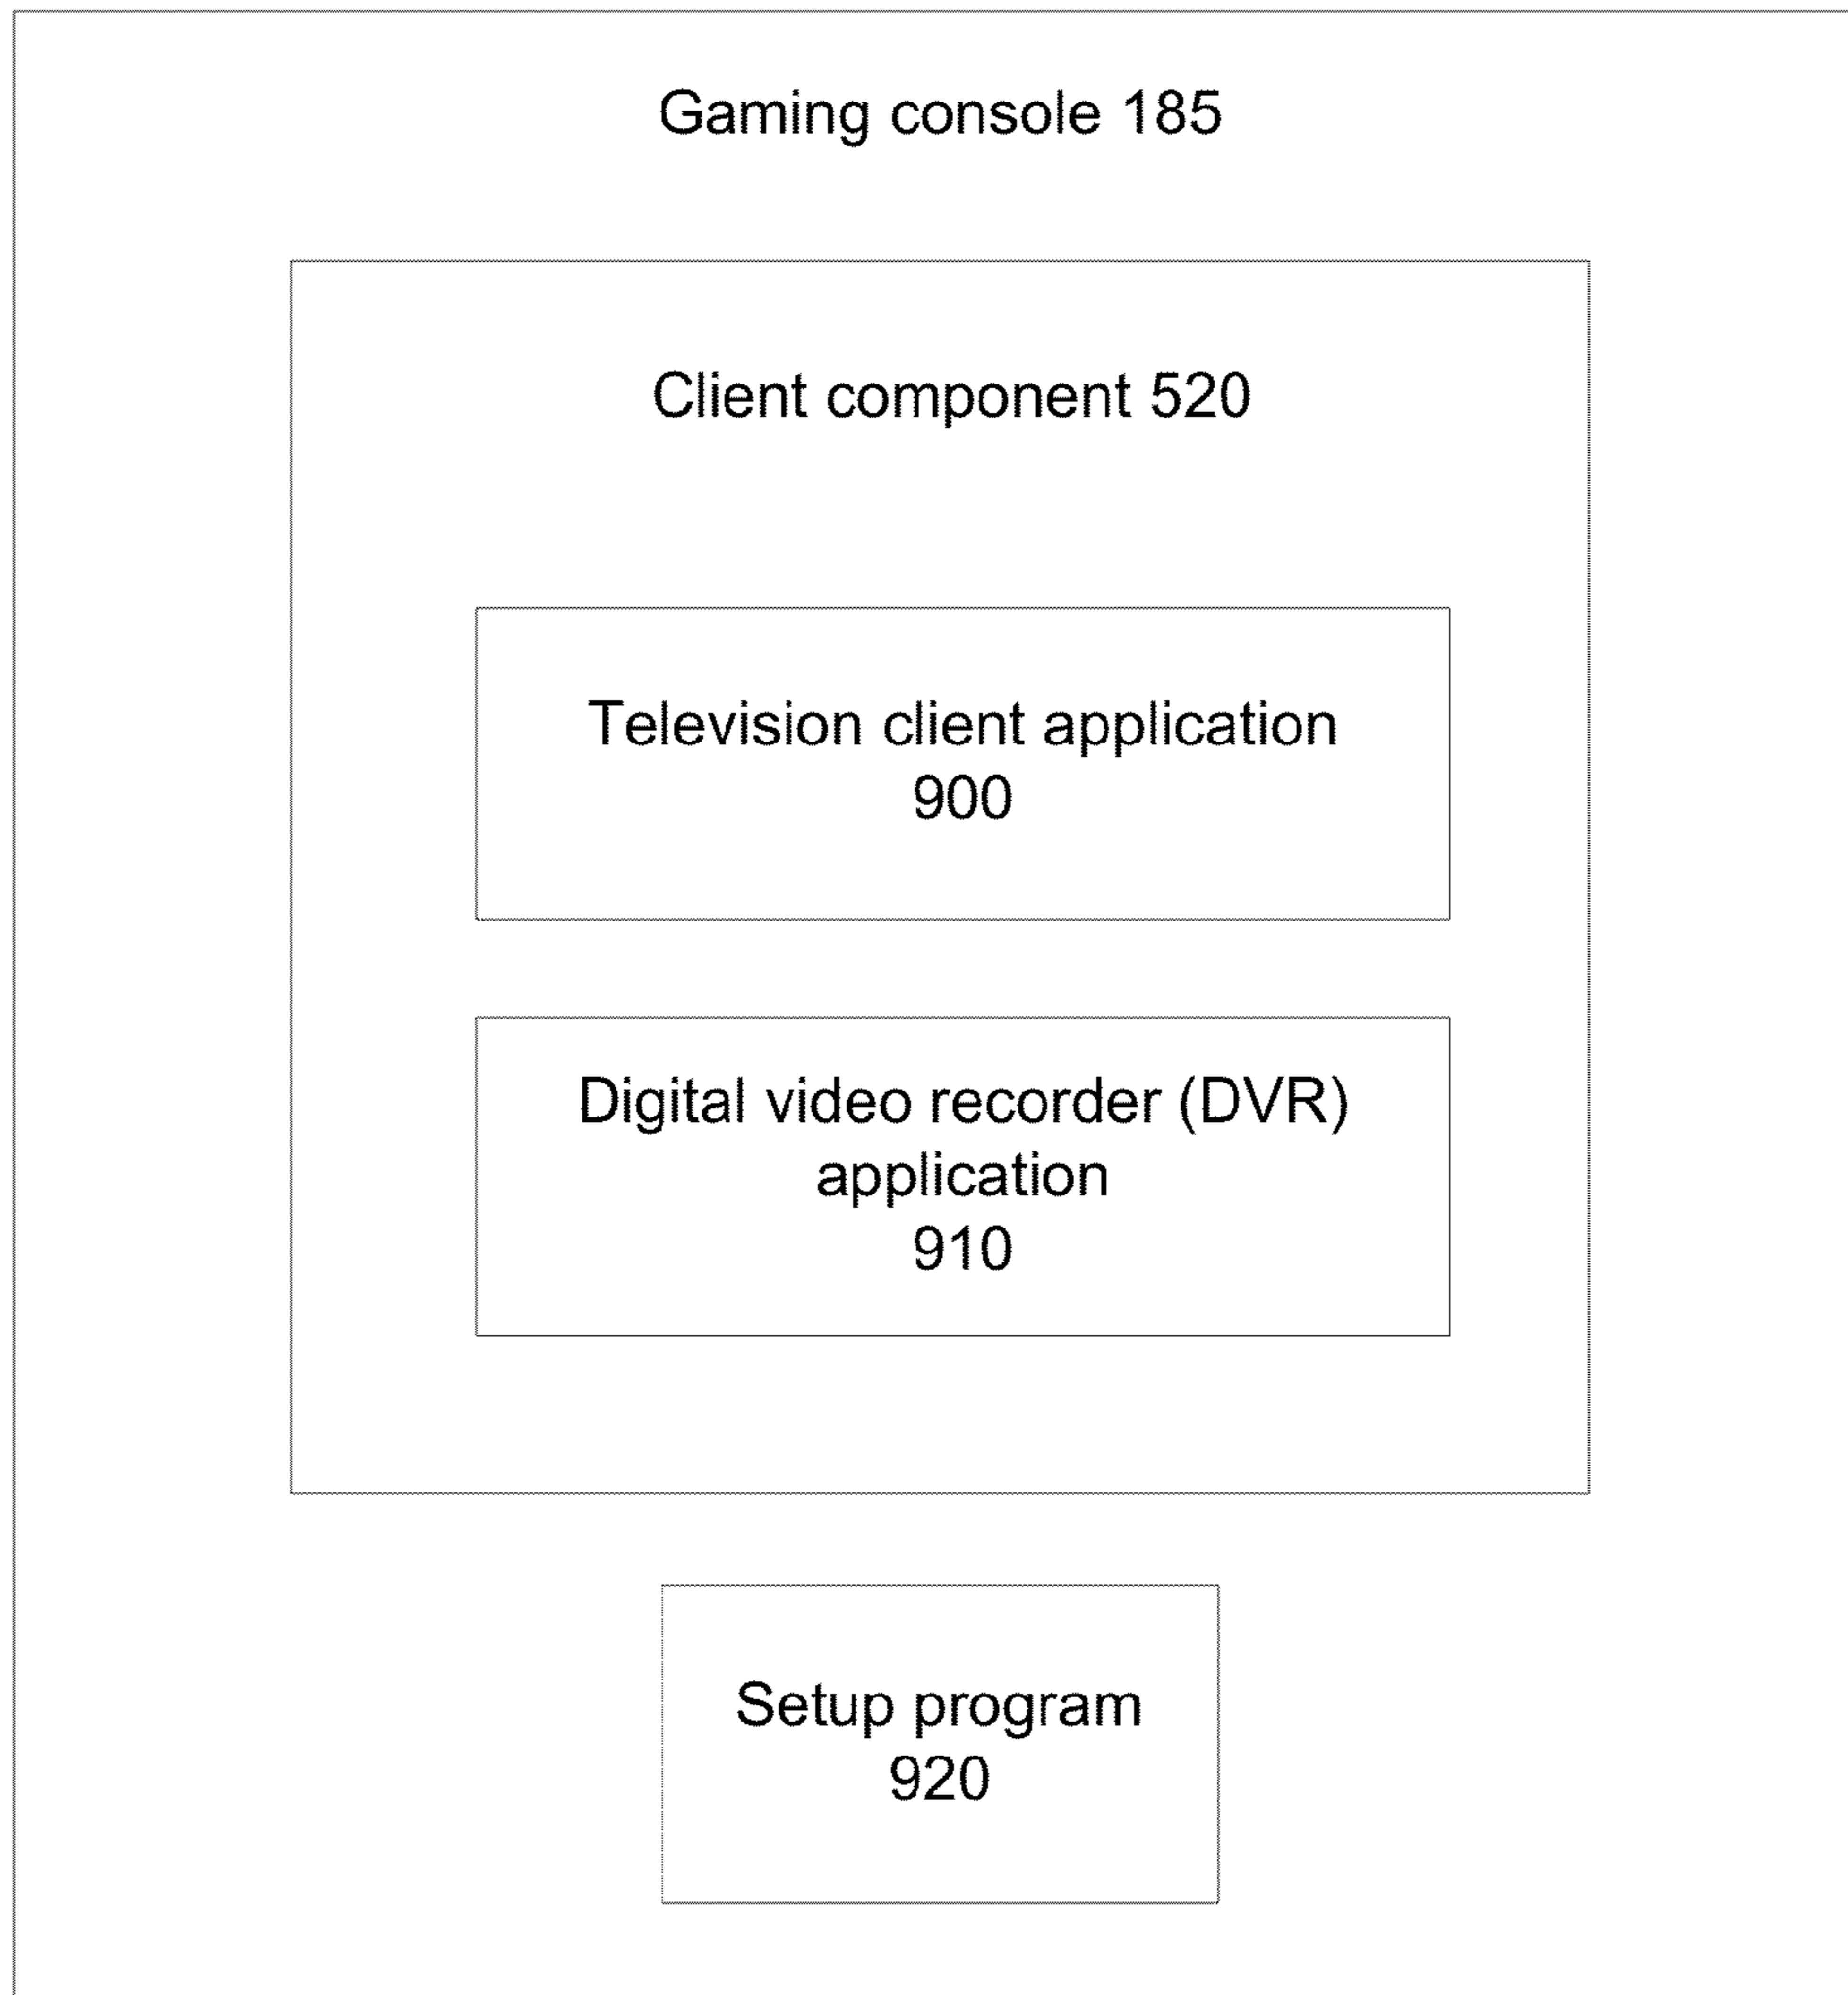 Gaming console 185
Client component 520
Television client application
900
Digital video recorder (DVR)
application
910
Setup program
920